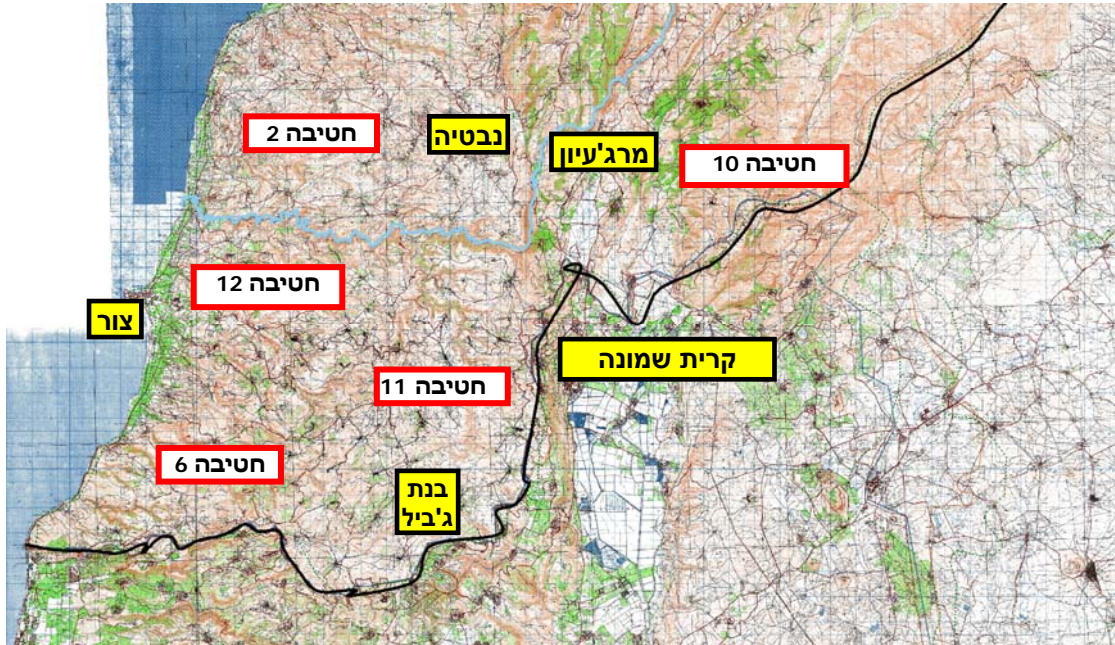 חטיבה 2
נבטיה
מרג'עיון
חטיבה 10
חטיבה 12
צור
קרית שמונה
חטיבה 11
חטיבה 6
בנת
ג'ביל